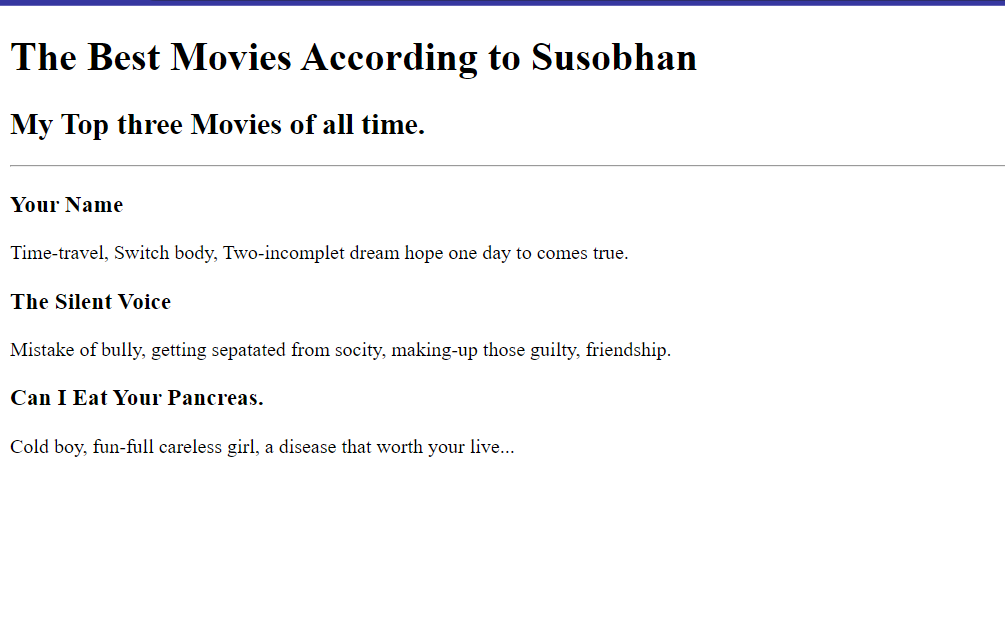 The Best Movies According to Susobhan
My Top three Movies of all time.
Your Name
Time-travel, Switch body, Two-incomplet dream hope one day to comes true.
The Silent Voice
Mistake of bully, getting sepatated from socity, making-up those guilty, friendship.
Can I Eat Your Pancreas.
Cold boy, fun-full careless girl, a disease that worth your live...